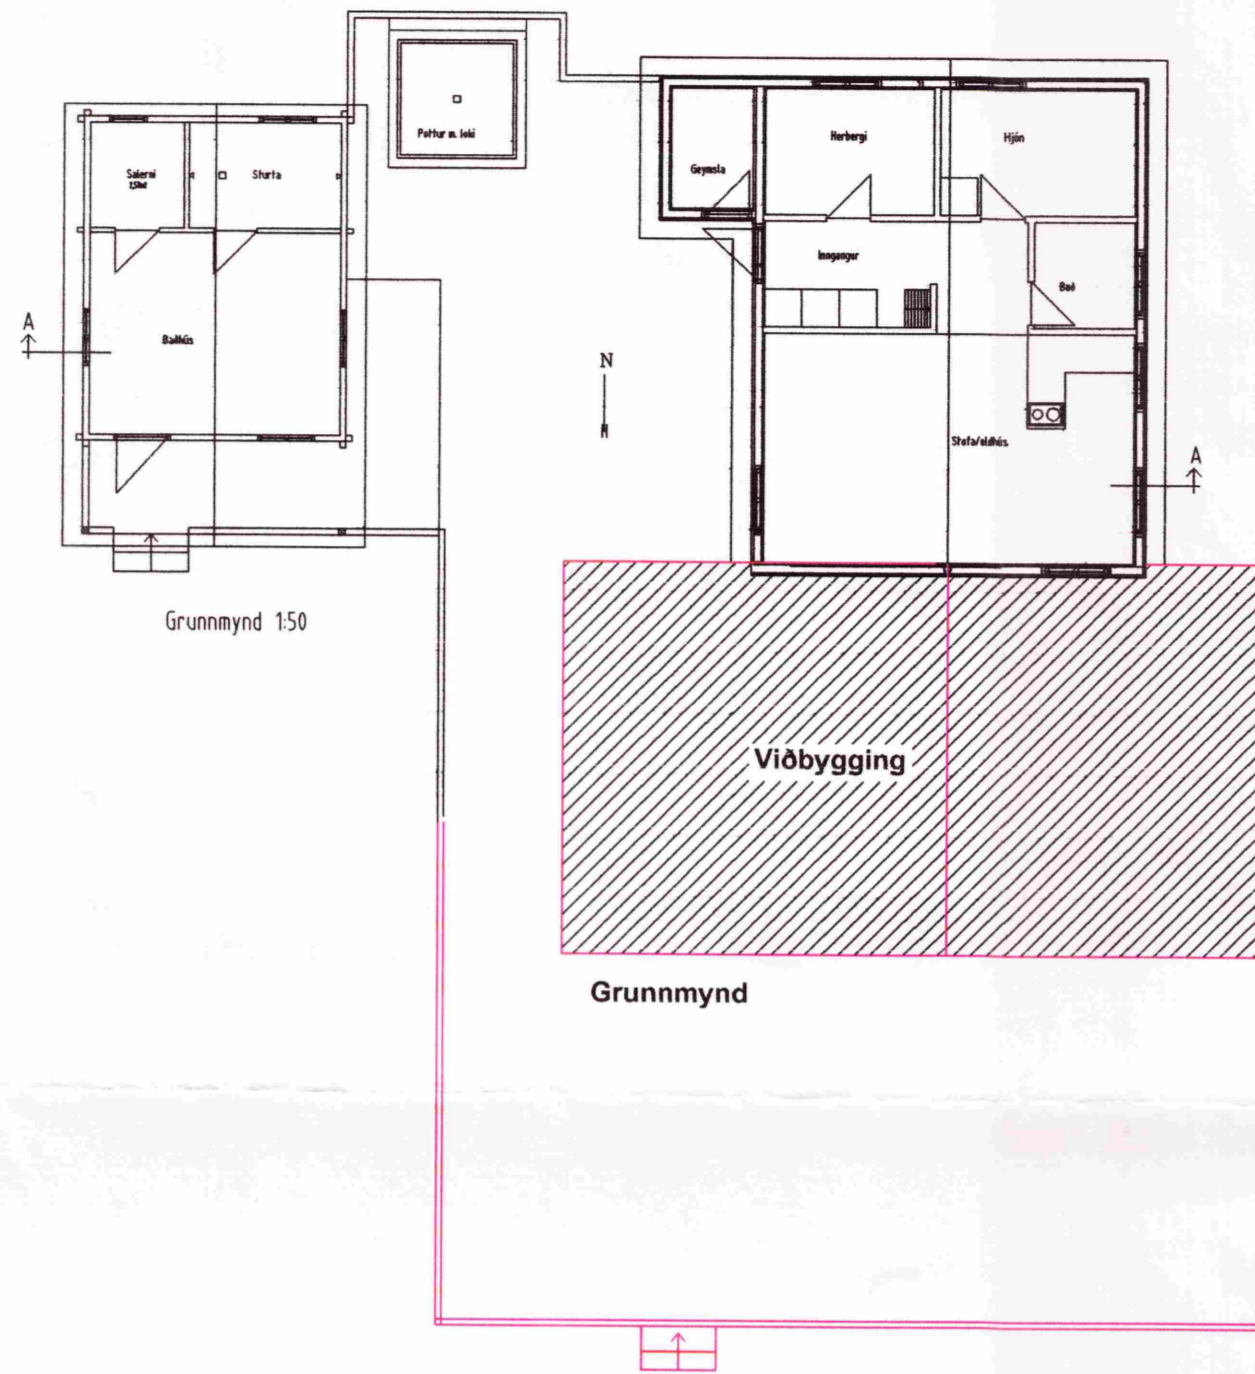 Pottur m. loki
Herbergi
Hjón
Geymsla
Salerni
Sturta
Inngangur
Bað
A
Baðhús
N
Stofa/eldhús
A
Grunnmynd 1:50
Viðbygging
Grunnmynd